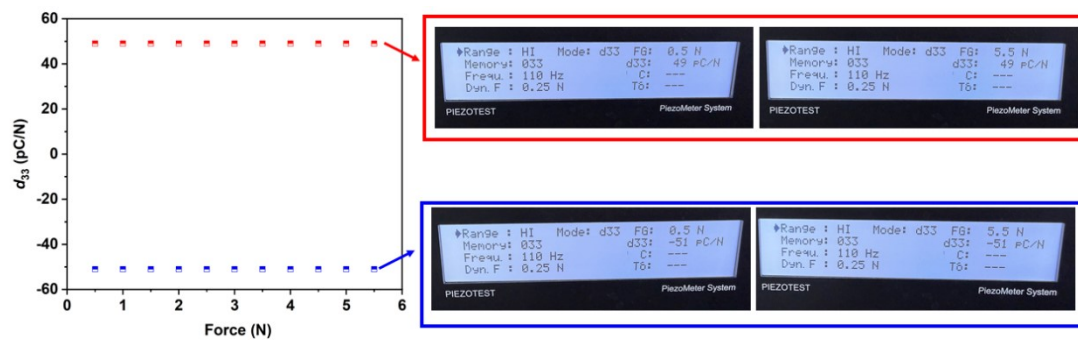 60
40
20
0
-20
-40
-60
d33 (pC/N)
0 1 2 3 4 5 6
Force (N)
▶Range : HI Mode: d33 FG: 0.5 N
Memory: 033 d33: 49 pC/N
Frequ.: 110 Hz C: ---
Dyn.F : 0.25 N Tδ: ---
PIEZOTEST PiezoMeter System
▶Range : HI Mode: d33 FG: 5.5 N
Memory: 033 d33: 49 pC/N
Frequ.: 110 Hz C: ---
Dyn.F : 0.25 N Tδ: ---
PIEZOTEST PiezoMeter System
▶Range : HI Mode: d33 FG: 0.5 N
Memory: 033 d33: -51 pC/N
Frequ.: 110 Hz C: ---
Dyn.F : 0.25 N Tδ: ---
PIEZOTEST PiezoMeter System
▶Range : HI Mode: d33 FG: 5.5 N
Memory: 033 d33: -51 pC/N
Frequ.: 110 Hz C: ---
Dyn.F : 0.25 N Tδ: ---
PIEZOTEST PiezoMeter System